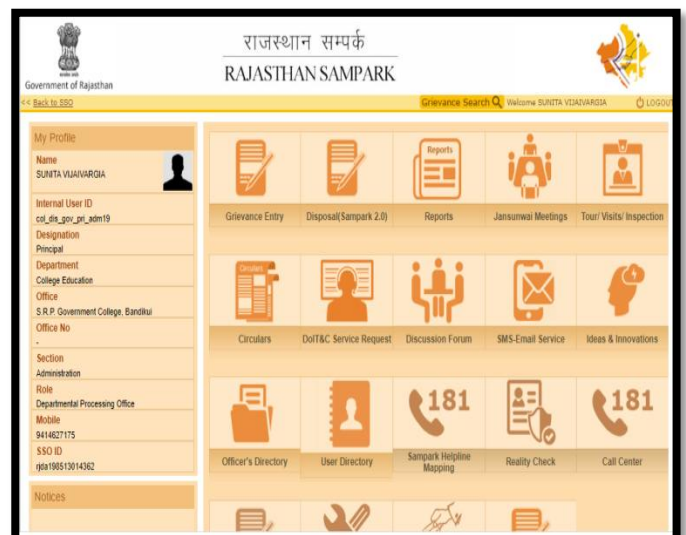 राजस्थान सम्पर्क
Government of Rajasthan
RAJASTHAN SAMPARK
<< Back to SSO
Grievance Search
Welcome SUNITA VIJAIVARGIA
LOGOUT
My Profile
Name
SUNITA VIJAIVARGIA
Internal User ID
col_dis_gov_pri_adm19
Designation
Principal
Department
College Education
Office
S.R.P. Government College, Bandikui
Office No
-
Section
Administration
Role
Departmental Processing Office
Mobile
9414627175
SSO ID
rjda198513014362
Notices
Reports
Grievance Entry
Disposal(Sampark 2.0)
Reports
Jansunwai Meetings
Tour/ Visits/ Inspection
Circulars
Circulars
DoIT&C Service Request
Discussion Forum
SMS-Email Service
Ideas & Innovations
181
181
Officer's Directory
User Directory
Sampark Helpline
Mapping
Reality Check
Call Center